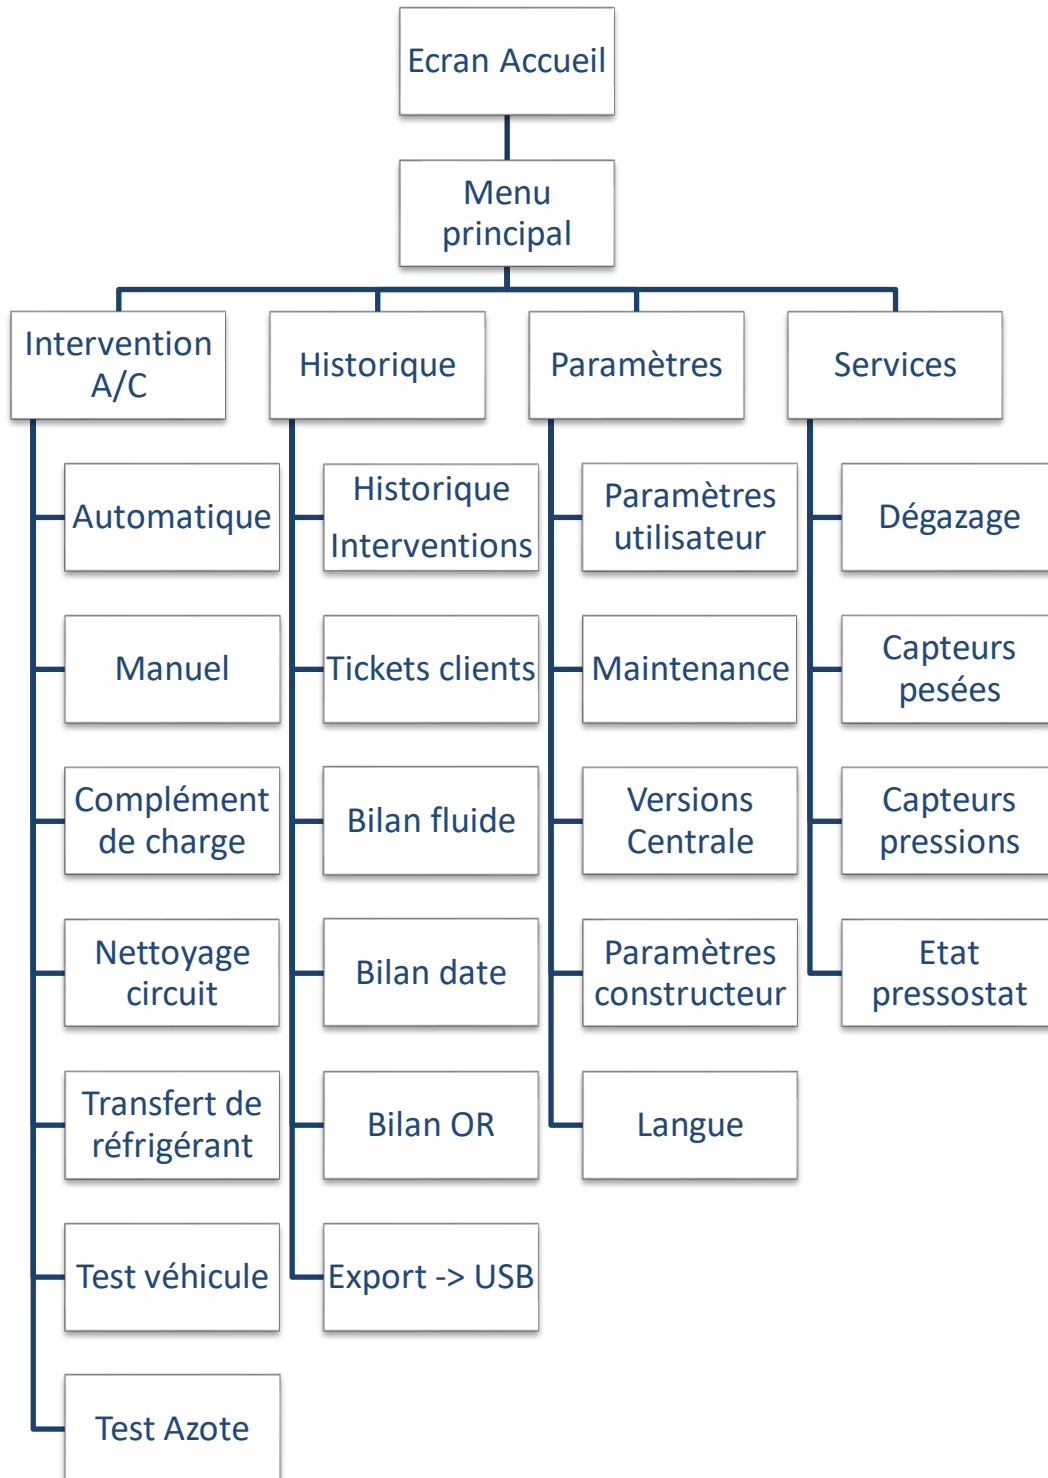 Ecran Accueil
Menu
principal
Intervention
A/C
Automatique
Manuel
Complément
de charge
Nettoyage
circuit
Transfert de
réfrigérant
Test véhicule
Test Azote
Historique
Historique
Interventions
Tickets clients
Bilan fluide
Bilan date
Bilan OR
Export -> USB
Paramètres
Paramètres
utilisateur
Maintenance
Versions
Centrale
Paramètres
constructeur
Langue
Services
Dégazage
Capteurs
pesées
Capteurs
pressions
Etat
pressostat